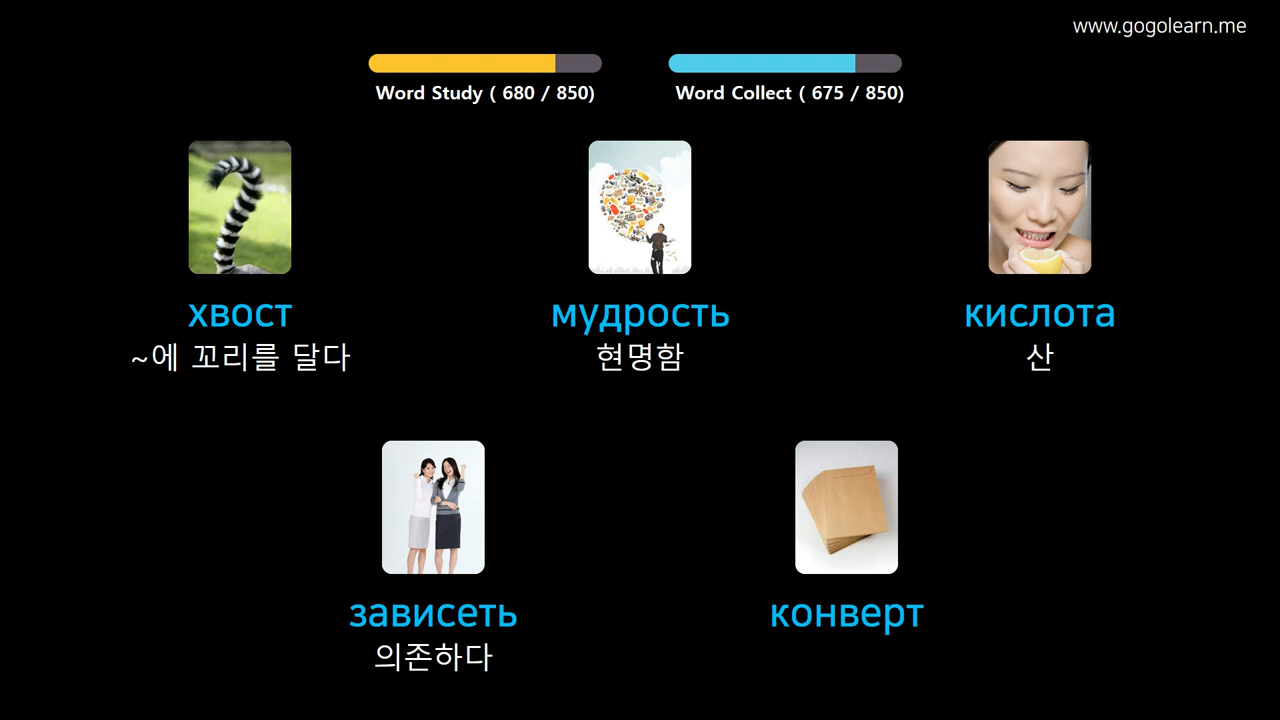 www.gogolearn.me
Word Study ( 680 / 850)
Word Collect ( 675 / 850)
хвост
~에 꼬리를 달다
мудрость
현명함
кислота
산
зависеть
의존하다
конверт